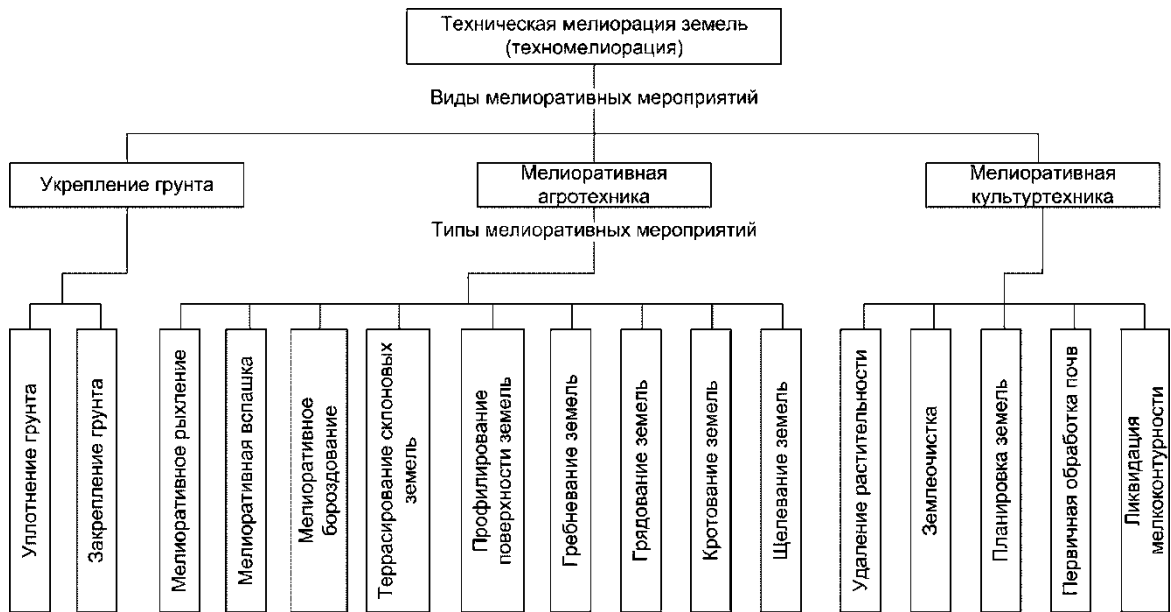 Техническая мелиорация земель
(техномелиорация)
Виды мелиоративных мероприятий
Укрепление грунта
Мелиоративная
агротехника
Мелиоративная
культуртехника
Типы мелиоративных мероприятий
Уплотнение грунта
Закрепление грунта
Мелиоративное рыхление
Мелиоративная вспашка
Мелиоративное
бороздование
Террасирование склоновых
земель
Профилирование
поверхности земель
Гребневание земель
Грядование земель
Кротование земель
Щелевание земель
Удаление растительности
Землеочистка
Планировка земель
Первичная обработка почв
Ликвидация
мелкоконтурности